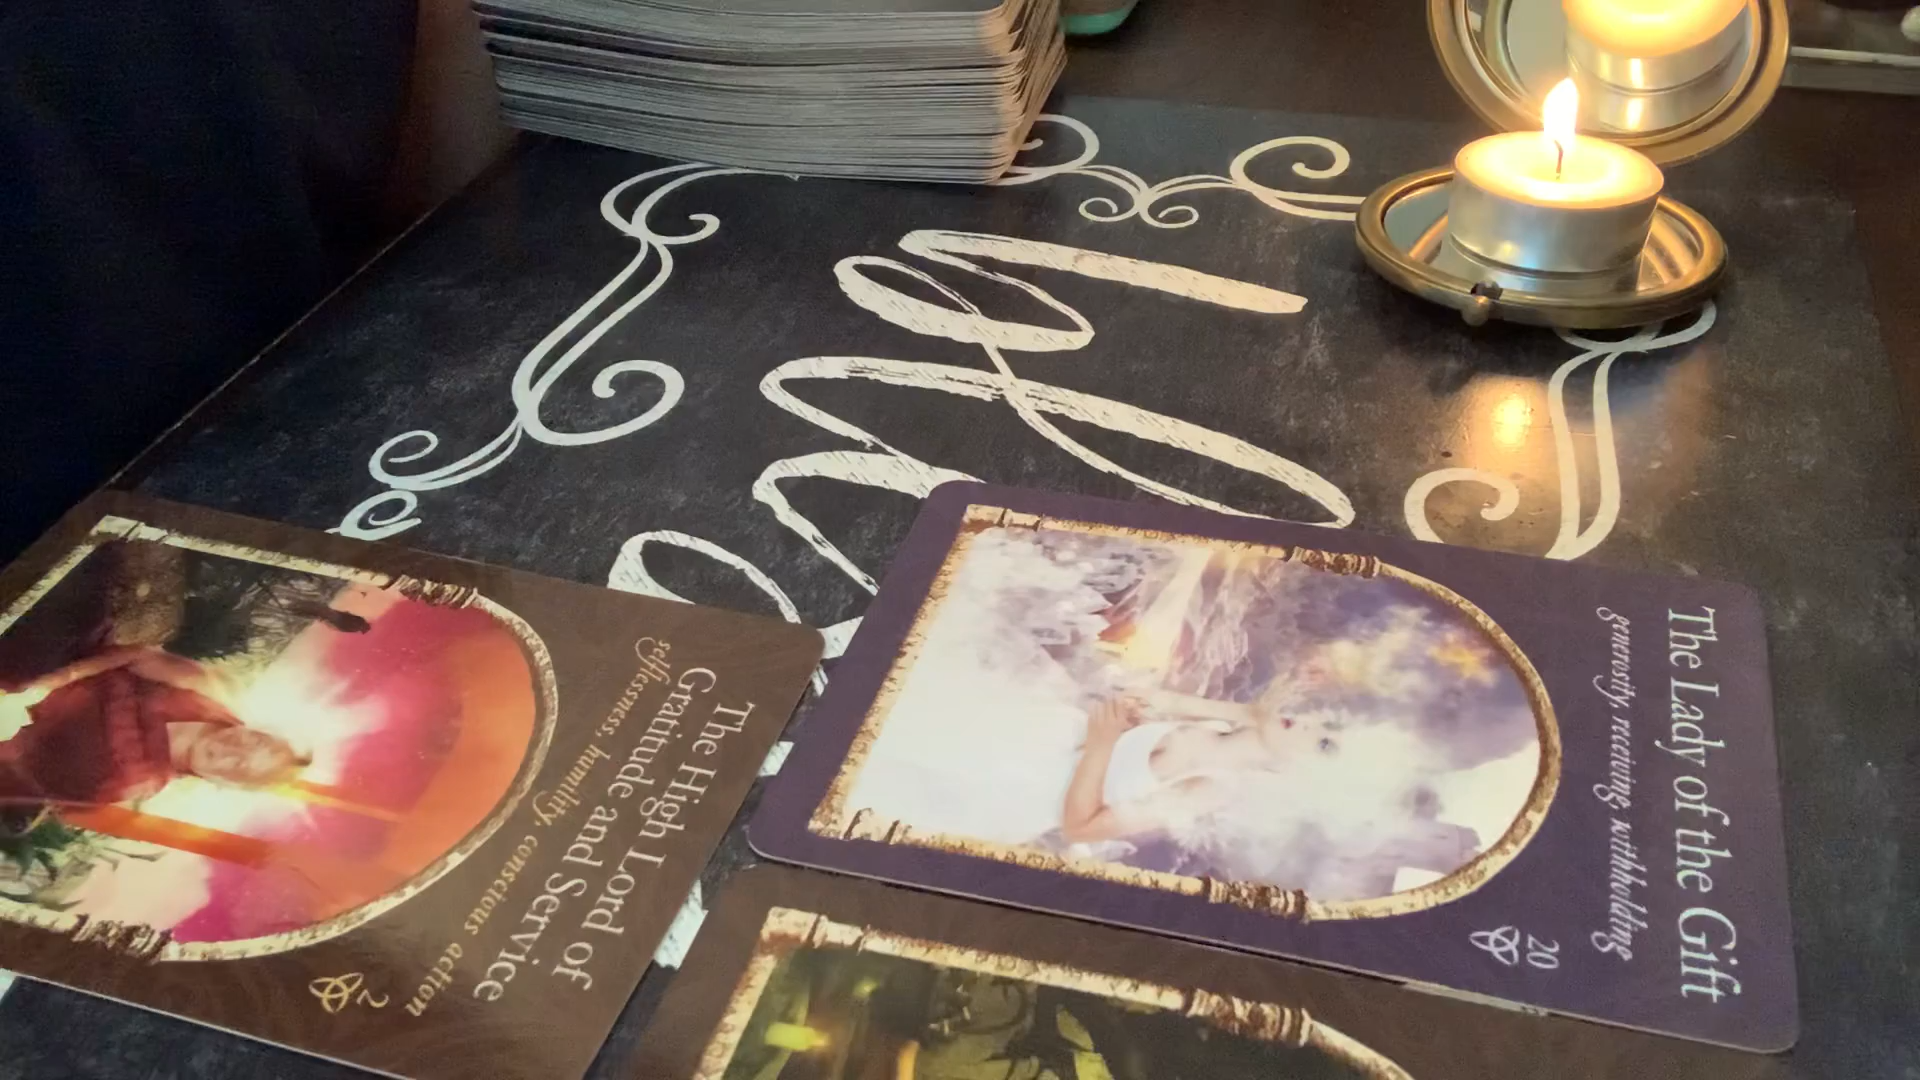 The High Lord of
Gratitude and Service
selflessness, humility, conscious action
2
The Lady of the Gift
generosity, receiving, withholding
20